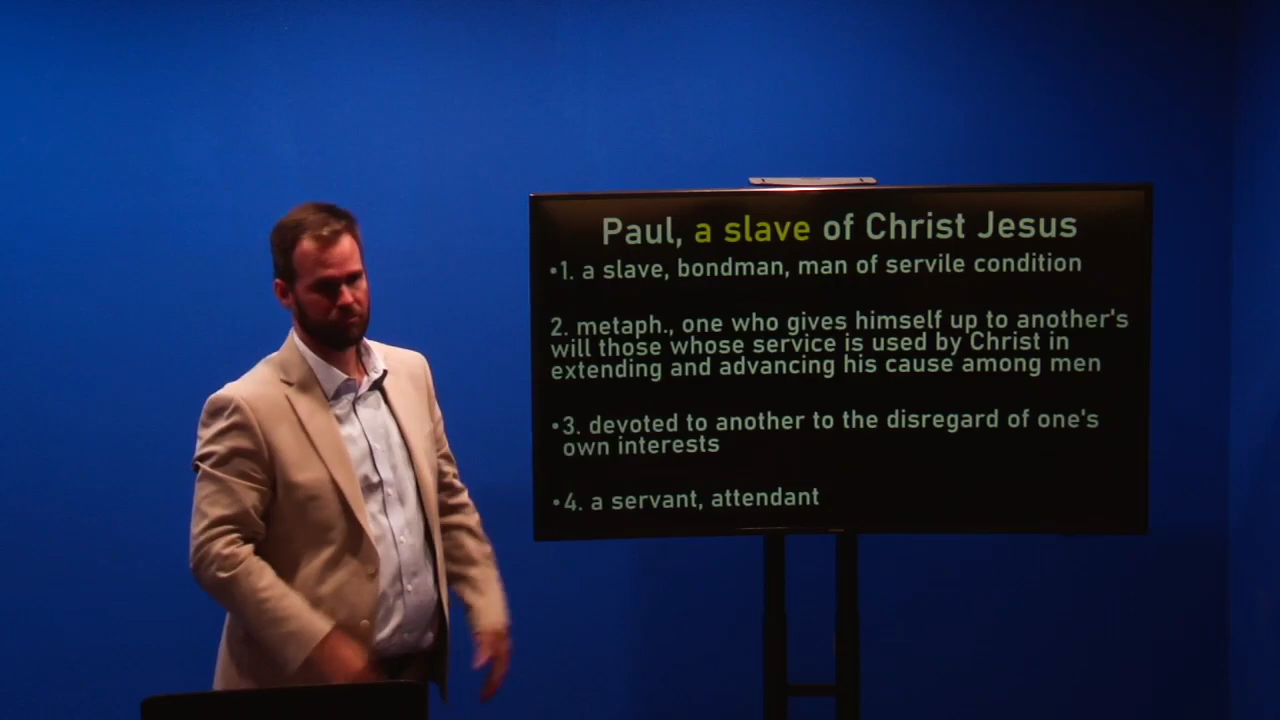 Paul, a slave of Christ Jesus
•1. a slave, bondman, man of servile condition
2. metaph., one who gives himself up to another's
will those whose service is used by Christ in
extending and advancing his cause among men
•3. devoted to another to the disregard of one's
own interests
•4. a servant, attendant